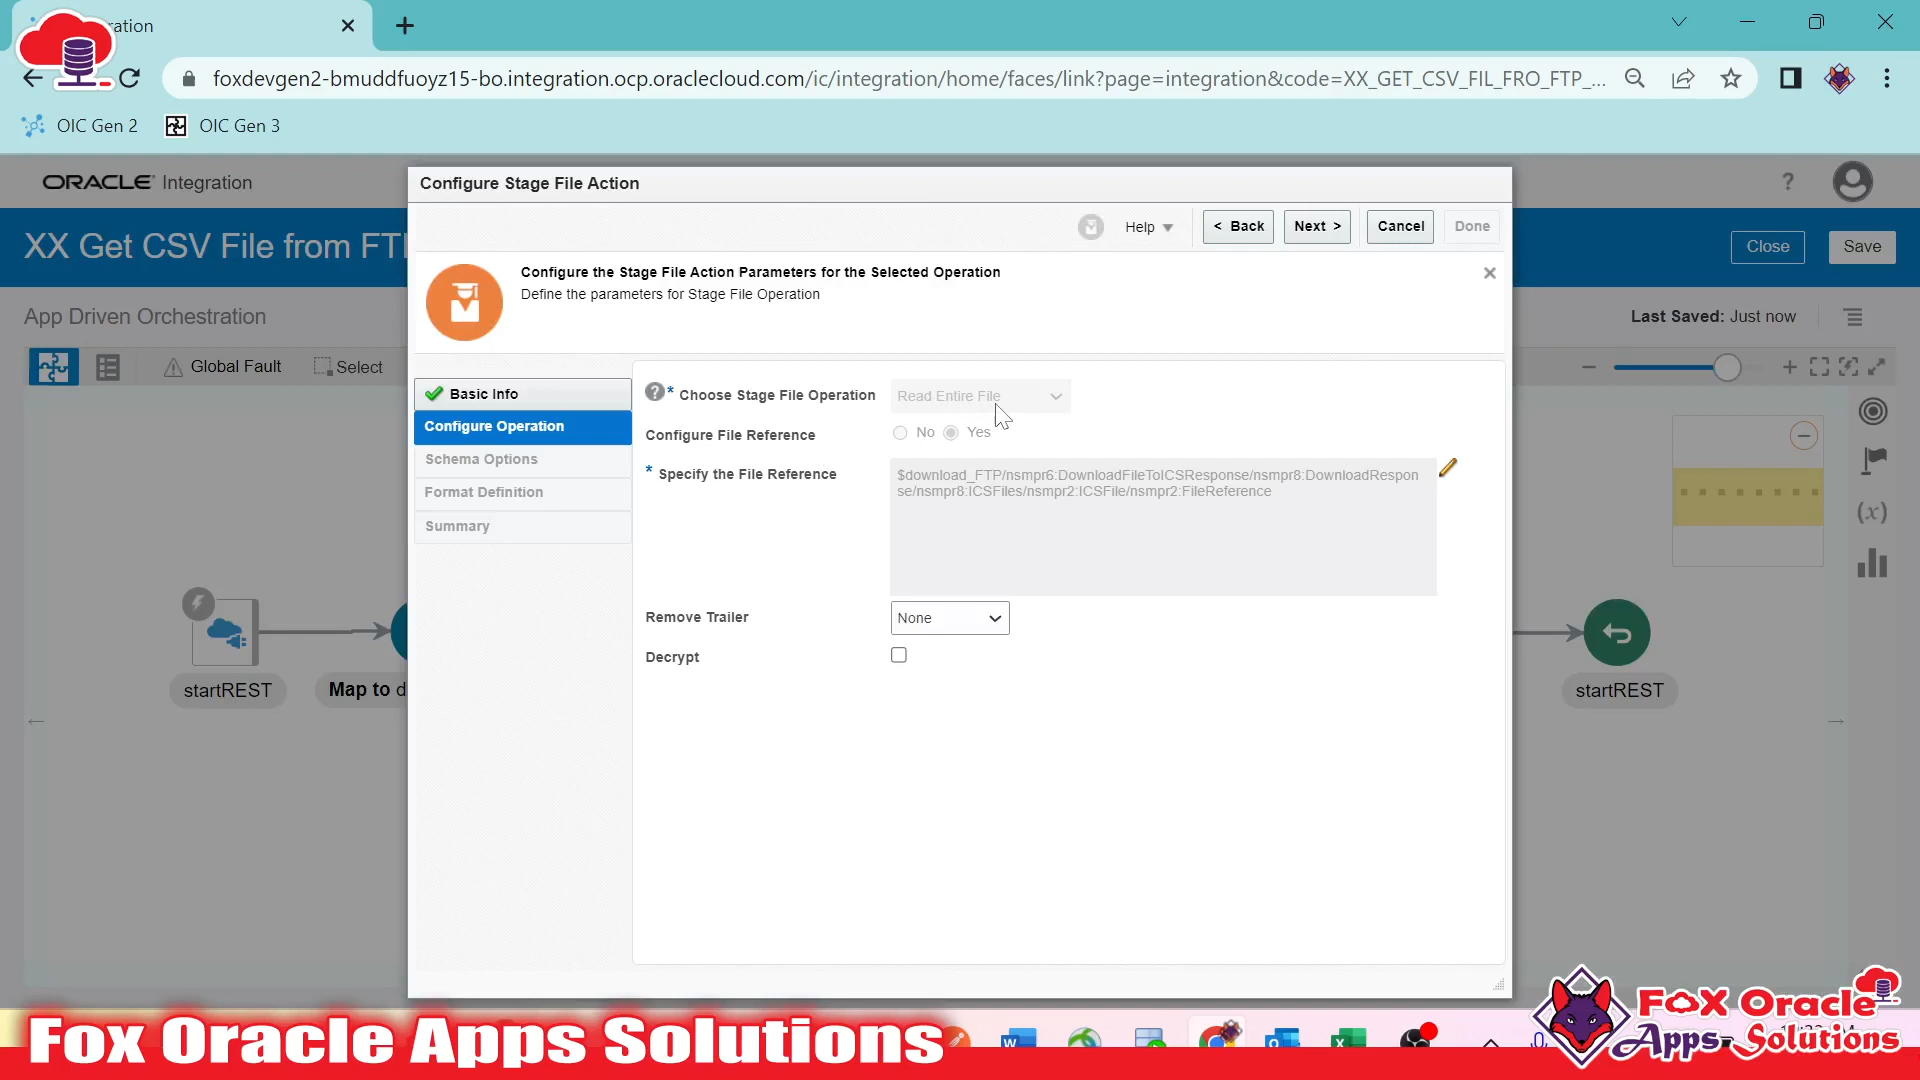 ration
foxdevgen2-bmuddfuoyz15-bo.integration.ocp.oraclecloud.com/ic/integration/home/faces/link?page=integration&code=XX_GET_CSV_FIL_FRO_FTP_...
OIC Gen 2
OIC Gen 3
ORACLE Integration
XX Get CSV File from FT
Close
Save
App Driven Orchestration
Last Saved: Just now
Global Fault
Select
Configure Stage File Action
Help
< Back
Next >
Cancel
Done
Configure the Stage File Action Parameters for the Selected Operation
Define the parameters for Stage File Operation
Basic Info
Configure Operation
Schema Options
Format Definition
Summary
* Choose Stage File Operation
Read Entire File
Configure File Reference
No
Yes
* Specify the File Reference
$download_FTP/nsmpr6:DownloadFileToICSResponse/nsmpr8:DownloadRespon
se/nsmpr8:ICSFiles/nsmpr2:ICSFile/nsmpr2:FileReference
Remove Trailer
None
Decrypt
startREST
Map to d
startREST
(x)
Fox Oracle Apps Solutions
Fox Oracle
Apps Solutions